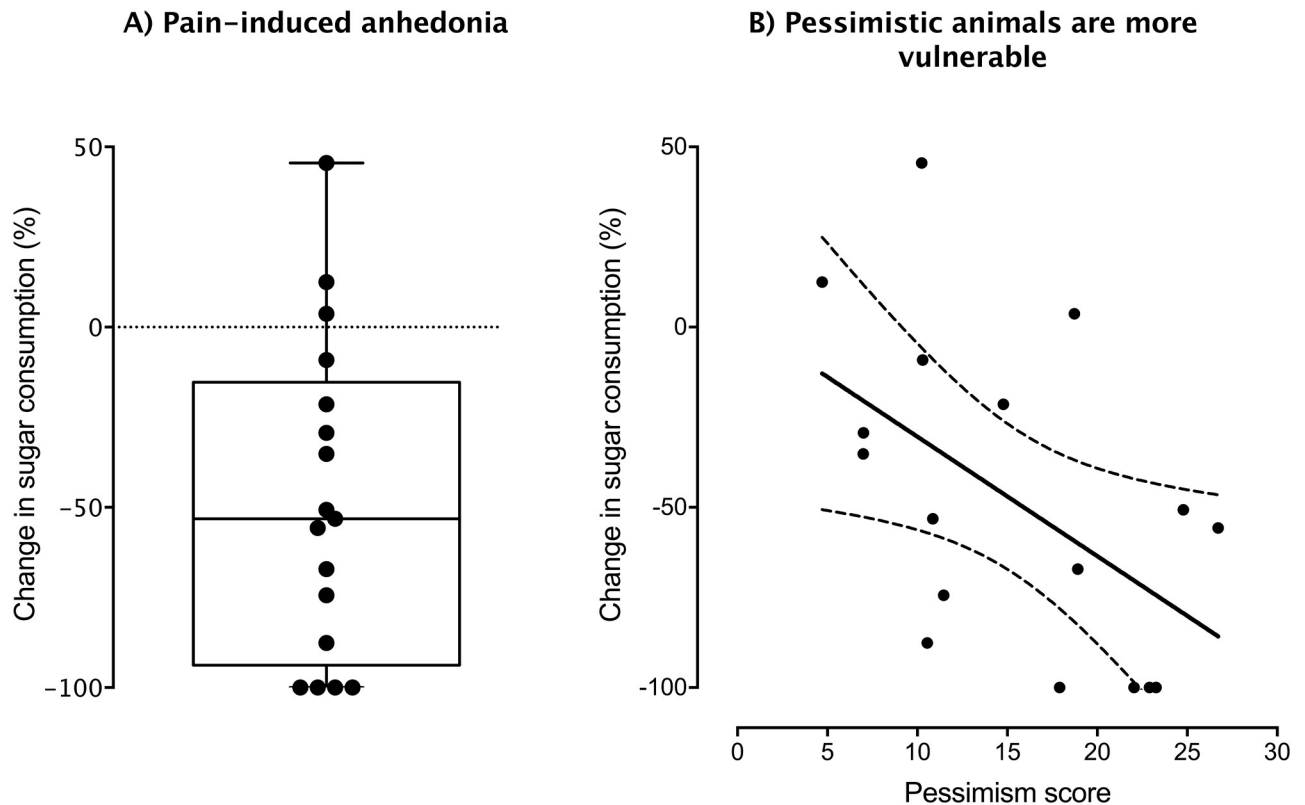 A) Pain-induced anhedonia
50
0
-50
-100
Change in sugar consumption (%)
B) Pessimistic animals are more
vulnerable
50
0
-50
-100
Change in sugar consumption (%)
0 5 10 15 20 25 30
Pessimism score